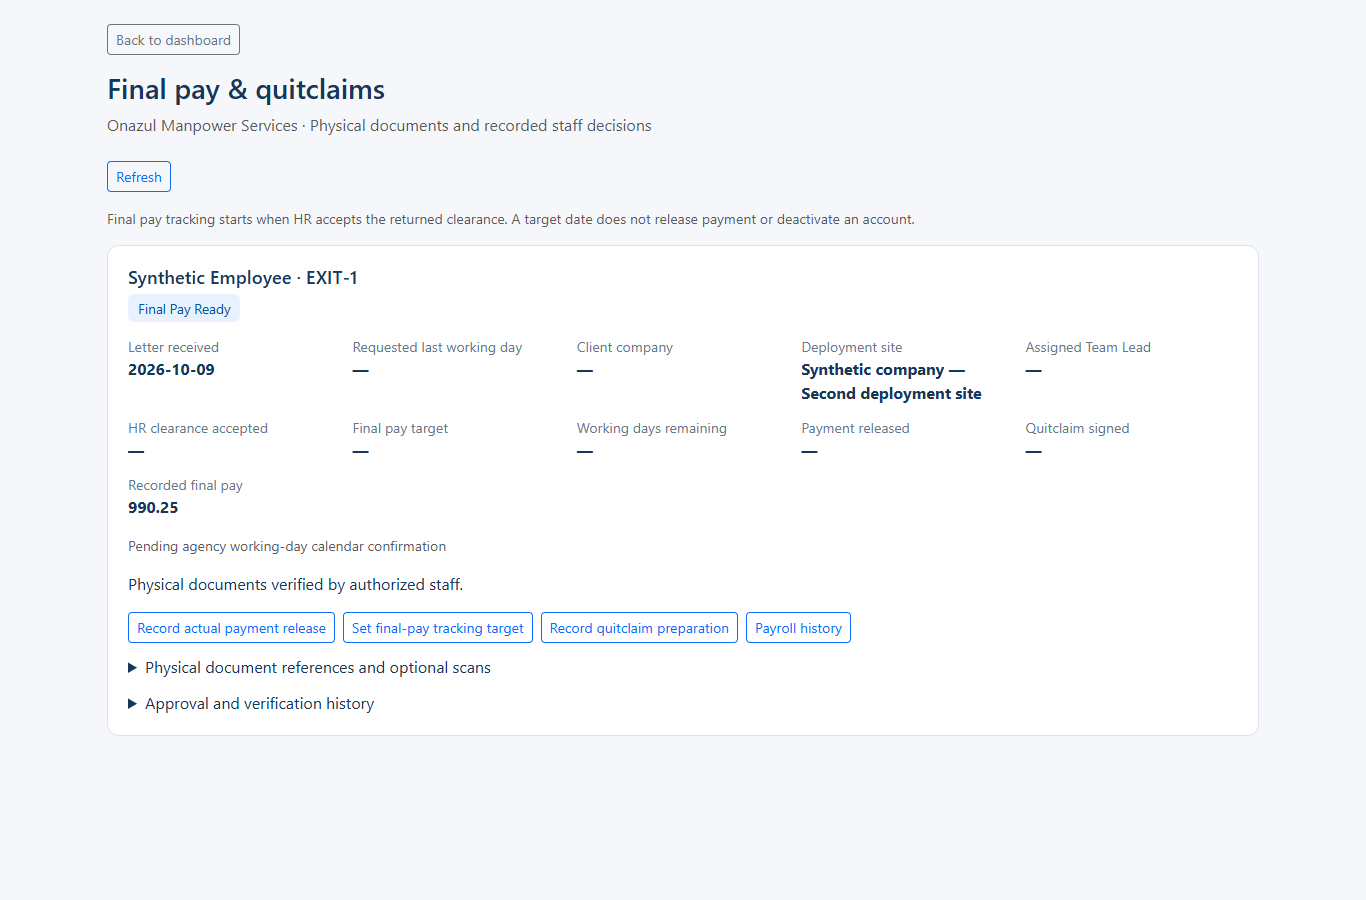 Back to dashboard
Final pay & quitclaims
Onazul Manpower Services · Physical documents and recorded staff decisions
Refresh
Final pay tracking starts when HR accepts the returned clearance. A target date does not release payment or deactivate an account.
Synthetic Employee · EXIT-1
Final Pay Ready
Letter received
2026-10-09
Requested last working day
—
Client company
—
Deployment site
Synthetic company —
Second deployment site
Assigned Team Lead
—
HR clearance accepted
—
Final pay target
—
Working days remaining
—
Payment released
—
Quitclaim signed
—
Recorded final pay
990.25
Pending agency working-day calendar confirmation
Physical documents verified by authorized staff.
Record actual payment release
Set final-pay tracking target
Record quitclaim preparation
Payroll history
Physical document references and optional scans
Approval and verification history